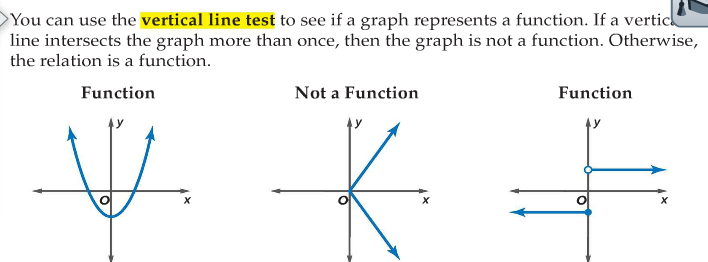 You can use the vertical line test to see if a graph represents a function. If a
line intersects the graph more than once, then the graph is not a function. Otherwise,
the relation is a function.
Function Not a Function Function
y y y
O x O x O x